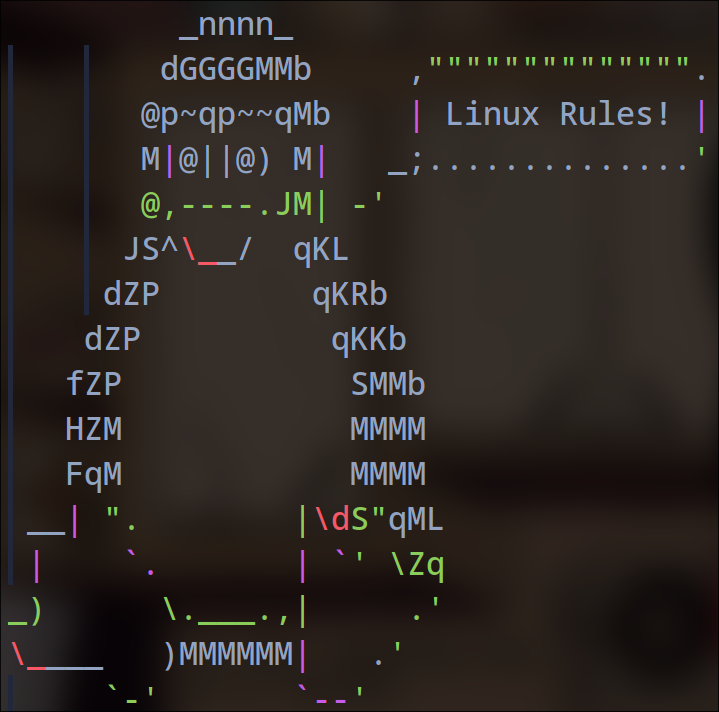 _nnnn_
        dGGGGMMb     ,"""""""""""""".
       @p~qp~~qMb    | Linux Rules! |
       M|@||@) M|   _;..............'
       @,----.JM| -'
      JS^\__/  qKL
     dZP        qKRb
    dZP          qKKb
   fZP            SMMb
   HZM            MMMM
   FqM            MMMM
 __| ".        |\dS"qML
 |    `.       | `' \Zq
_)      \.___.,|     .'
\____   )MMMMMM|   .'
     `-'       `--'